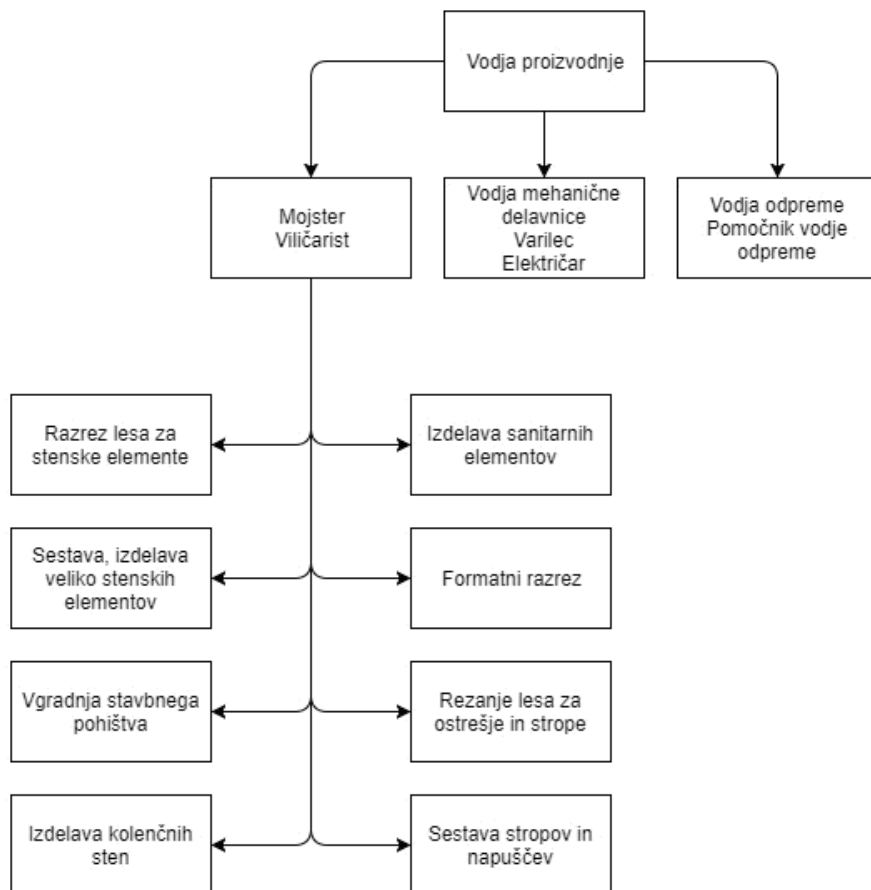 Vodja proizvodnje
Mojster
Viličarist
Vodja mehanične
delavnice
Varilec
Električar
Vodja odpreme
Pomočnik vodje
odpreme
Razrez lesa za
stenske elemente
Izdelava sanitarnih
elementov
Sestava, izdelava
veliko stenskih
elementov
Formatni razrez
Vgradnja stavbnega
pohištva
Rezanje lesa za
ostrešje in strope
Izdelava kolenčnih
sten
Sestava stropov in
napuščev